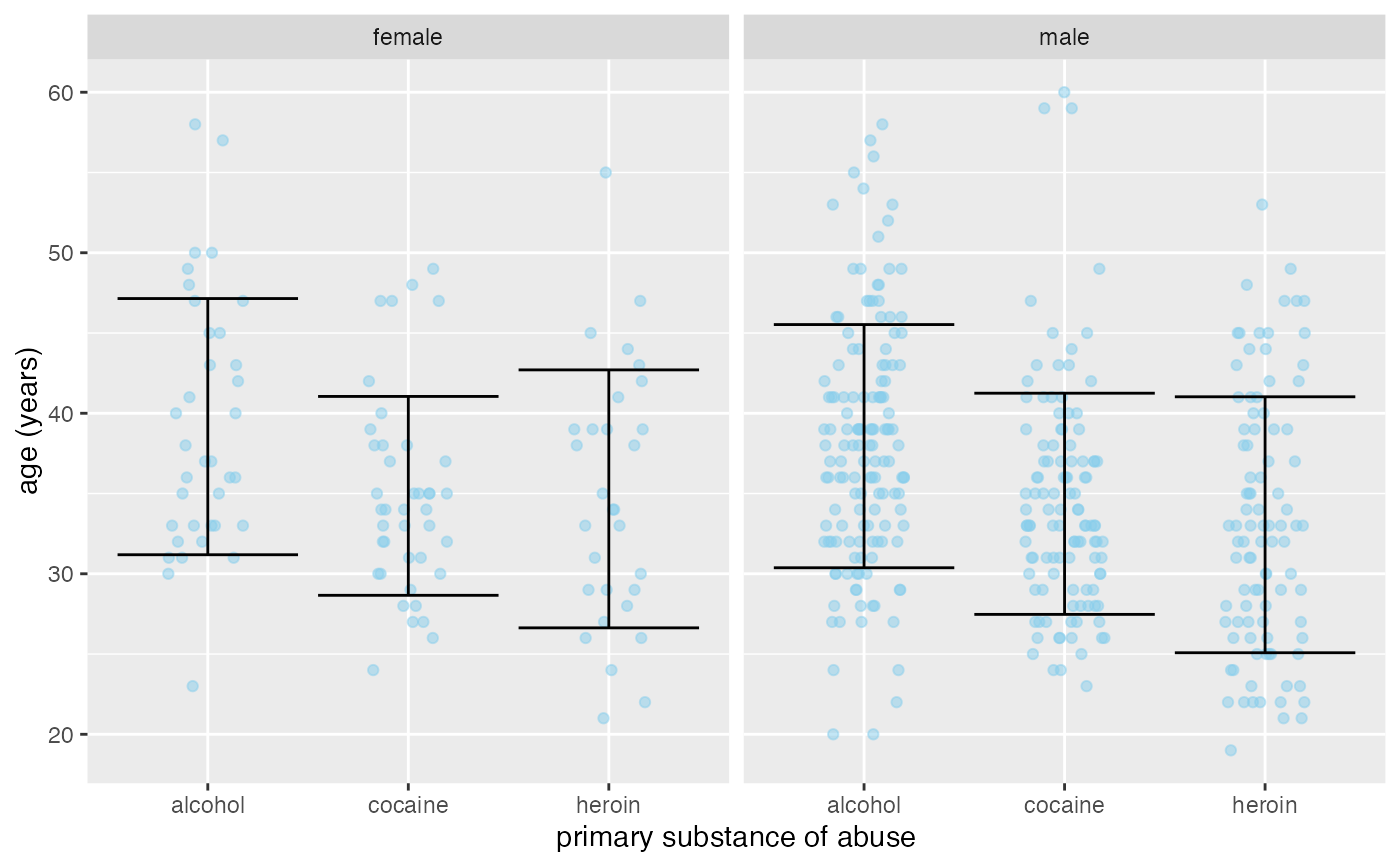 female
male
60
50
40
30
20
age (years)
alcohol
cocaine
heroin
alcohol
cocaine
heroin
primary substance of abuse